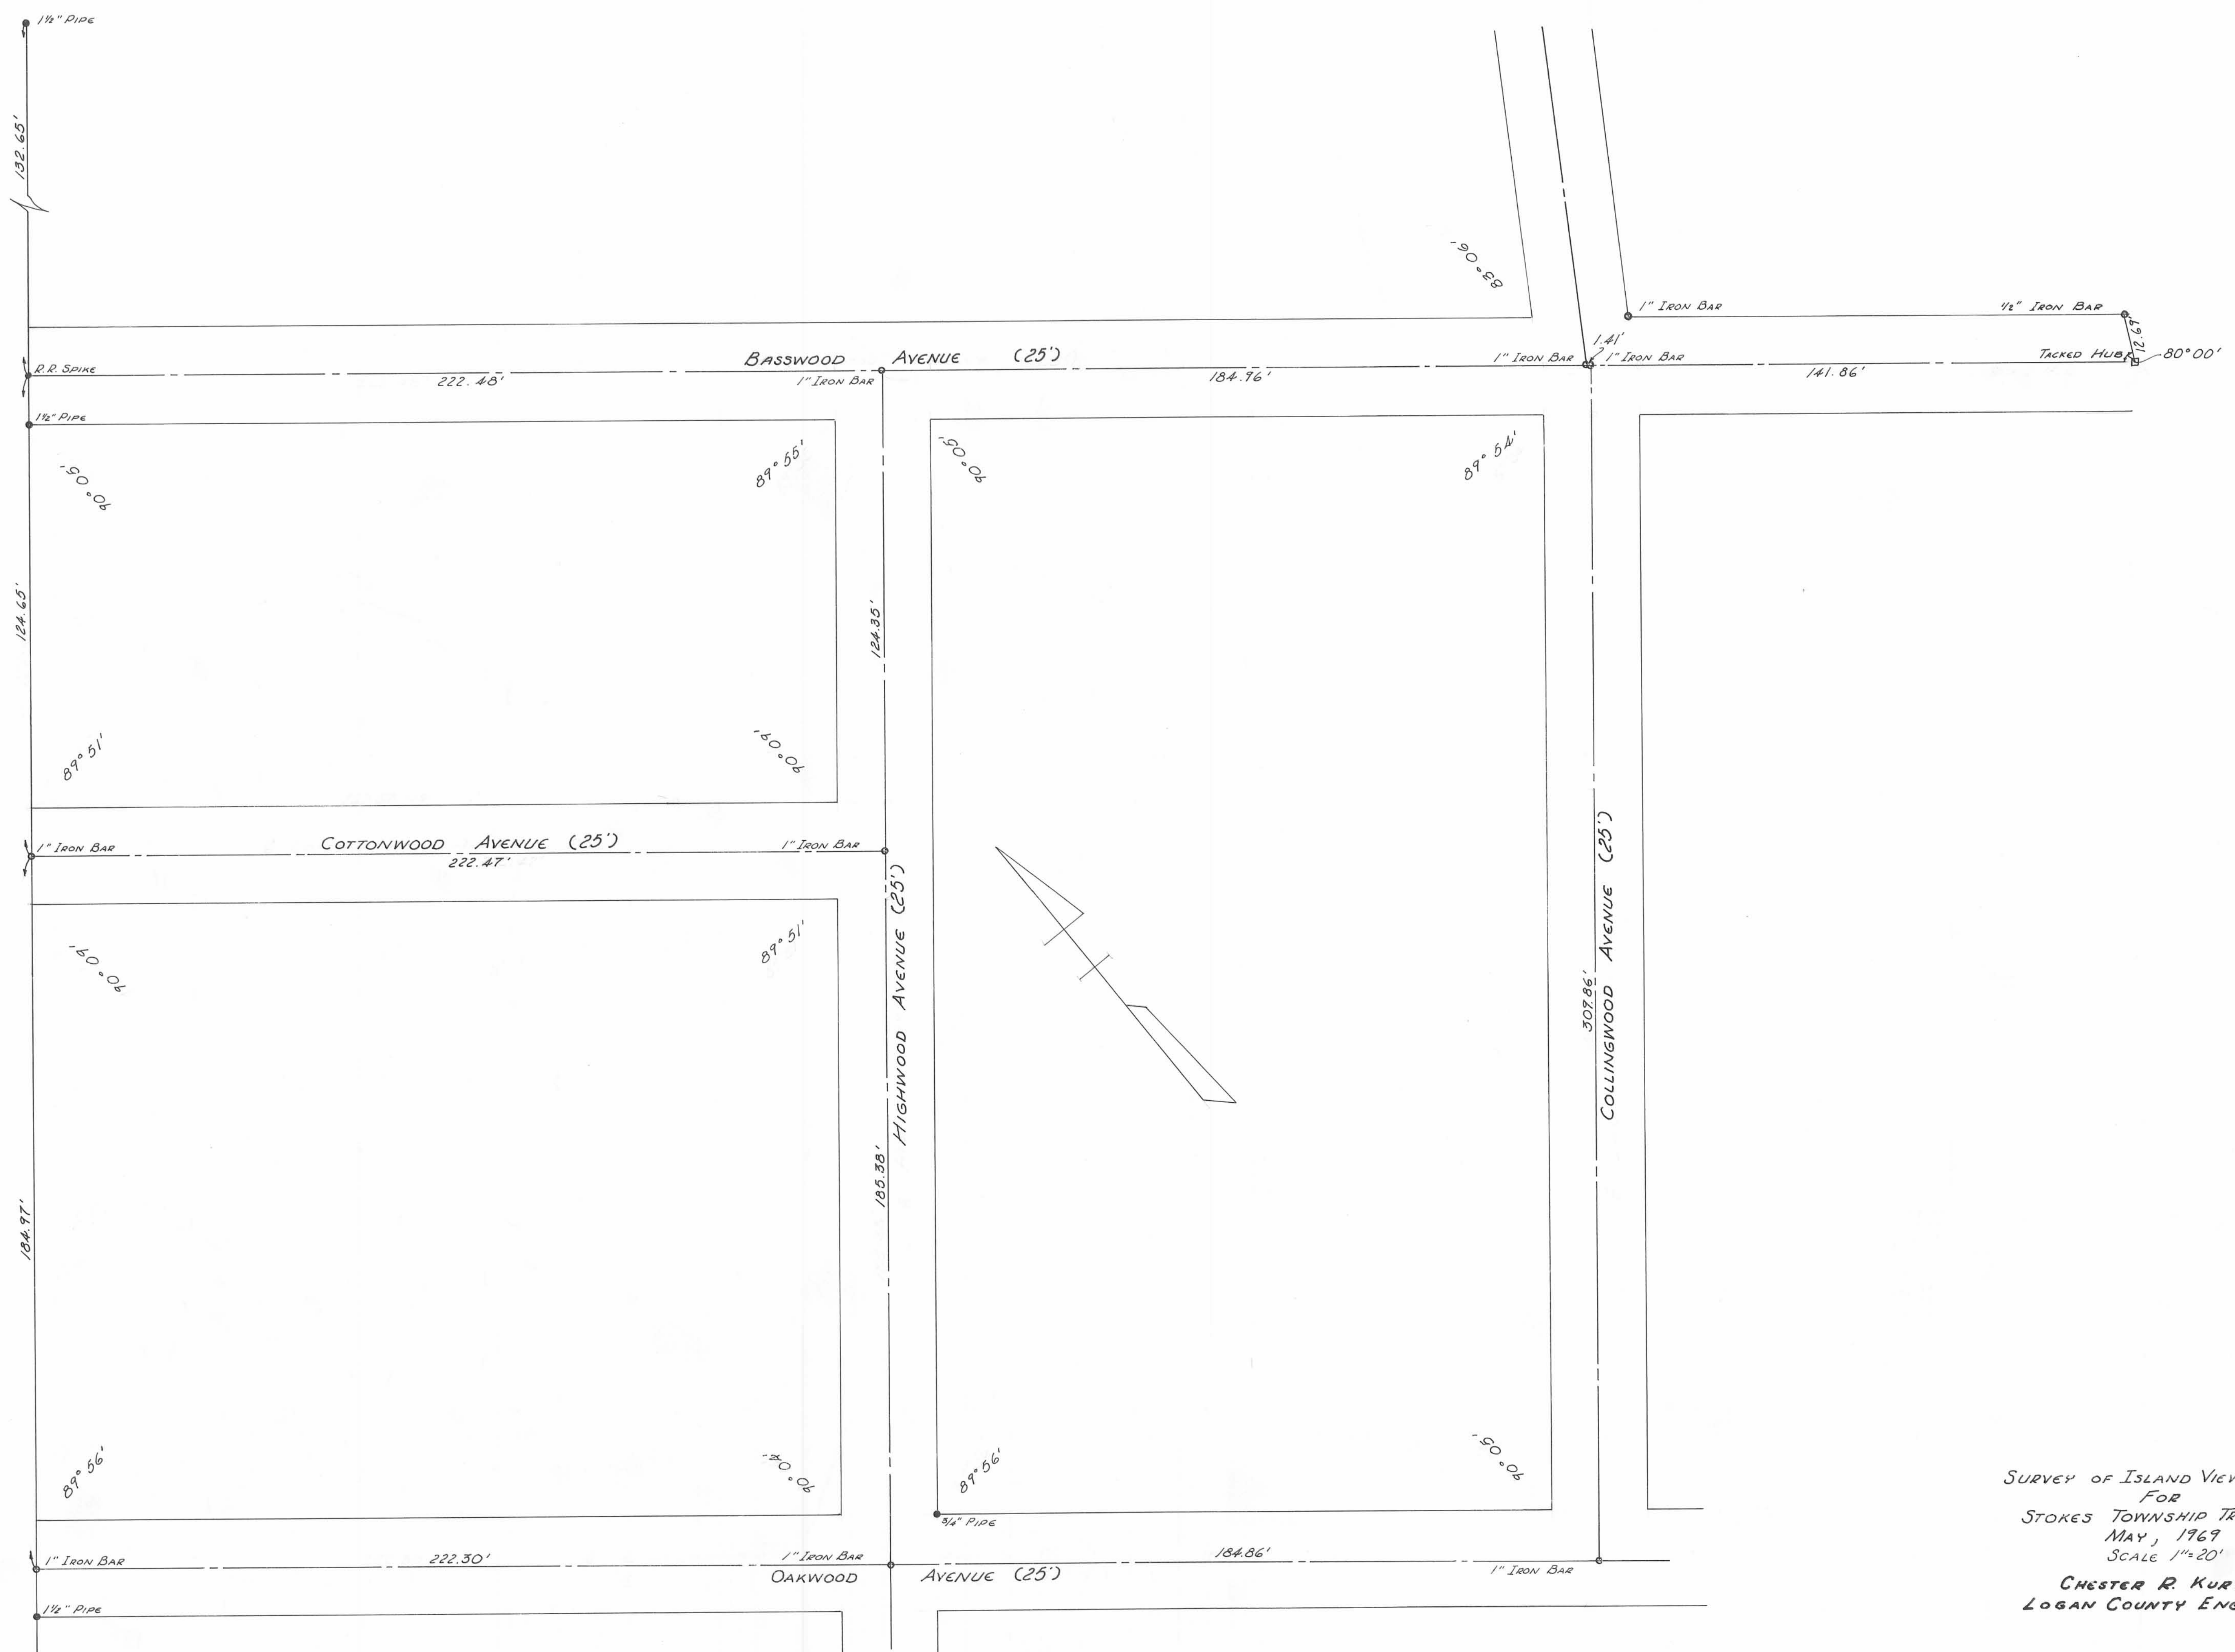 1½" PIPE
132.65'
83°06'
1" IRON BAR
½" IRON BAR
12.69'
1.41'
BASSWOOD AVENUE (25')
1" IRON BAR
1" IRON BAR
TACKED HUB
80°00'
R.R. SPIKE
222.48'
1" IRON BAR
184.96'
141.86'
1½" PIPE
90°05'
89°55'
90°05'
89°54'
124.65'
124.35'
89°51'
90°09'
COTTONWOOD AVENUE (25')
1" IRON BAR
1" IRON BAR
222.47'
HIGHWOOD AVENUE (25')
COLLINGWOOD AVENUE (25')
90°09'
89°51'
309.86'
184.97'
185.38'
89°56'
90°04'
89°56'
90°05'
¾" PIPE
1" IRON BAR
222.30'
1" IRON BAR
184.86'
1" IRON BAR
OAKWOOD AVENUE (25')
1½" PIPE
SURVEY OF ISLAND VIEW
FOR
STOKES TOWNSHIP TR
MAY, 1969
SCALE 1"=20'
CHESTER R. KUR
LOGAN COUNTY ENG